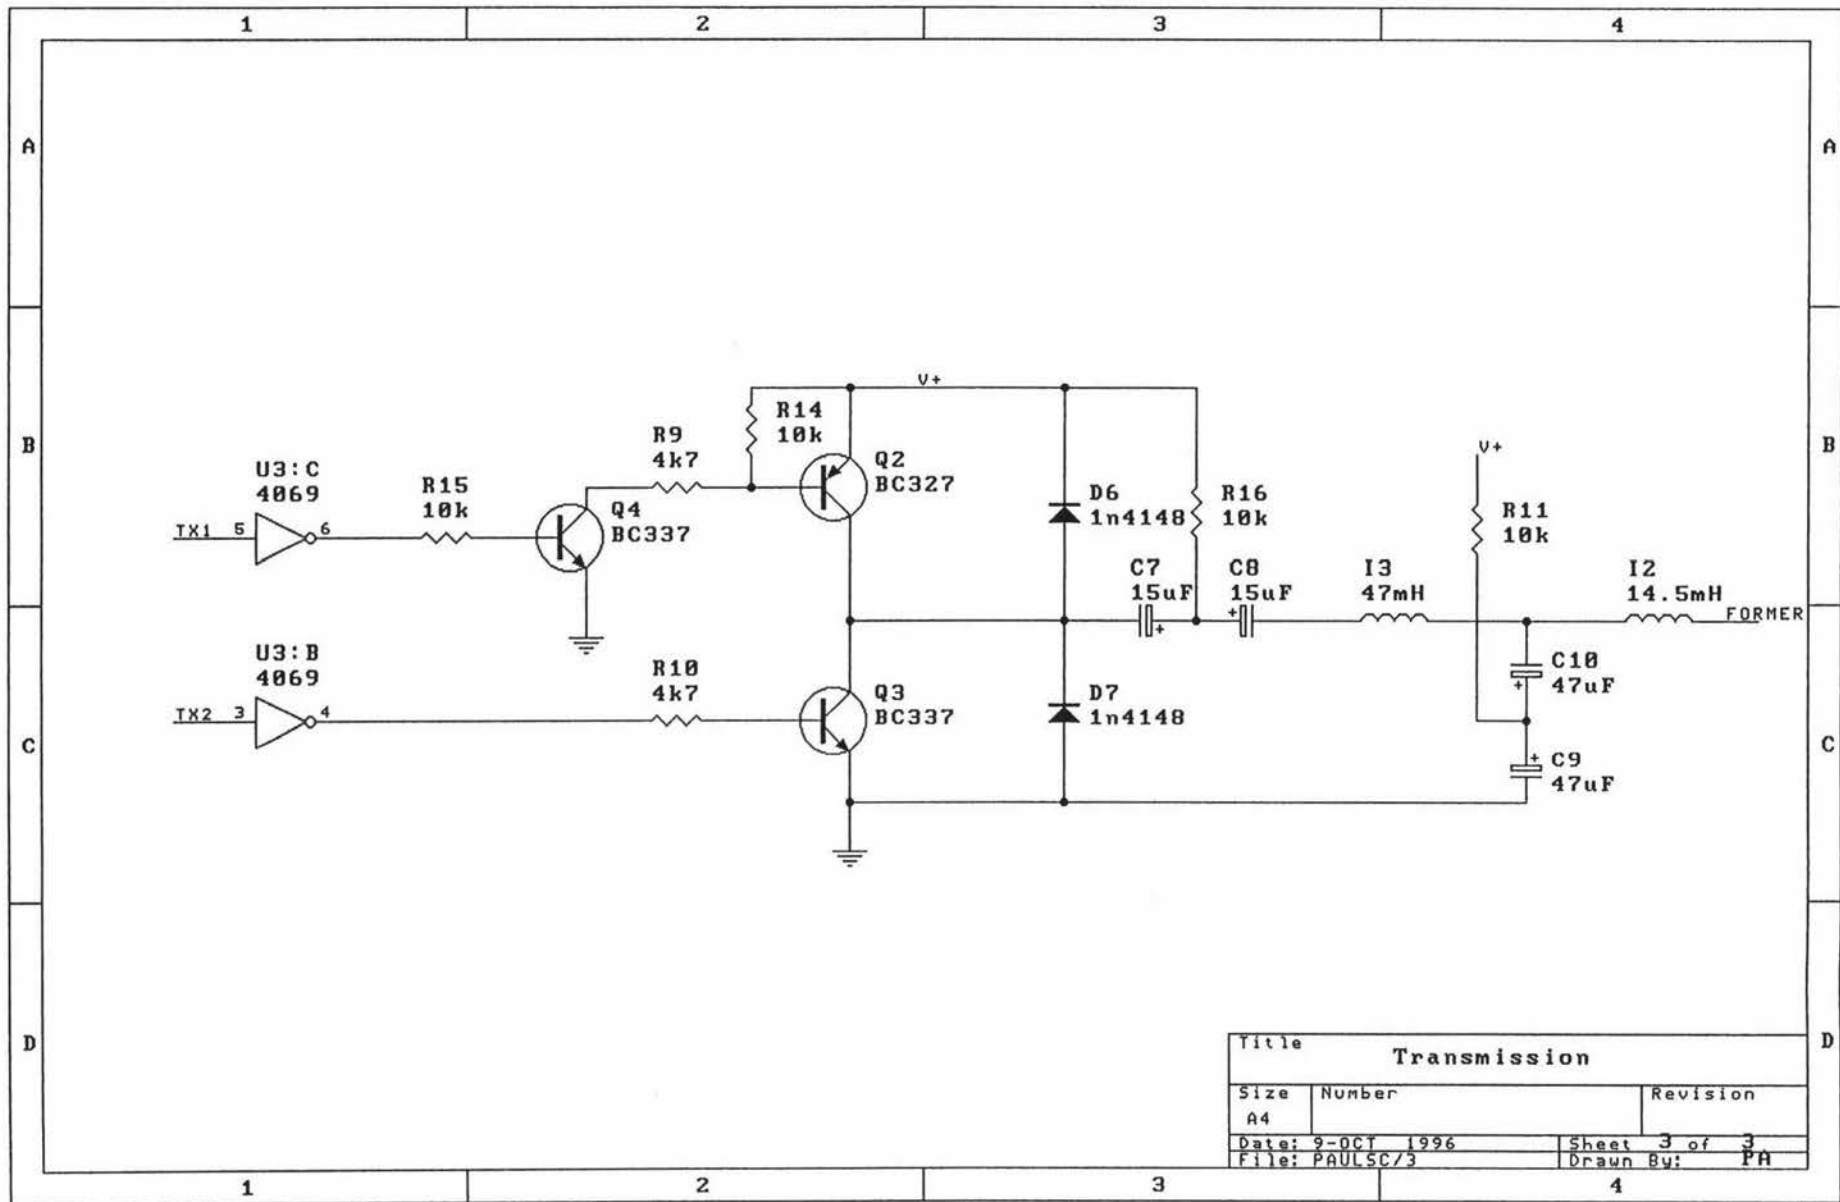 1 2 3 4
A A
V+
R14
10k
R9
4k7
Q2
BC327
V+
B B
U3:C
4069
R15
10k
Q4
BC337
D6
1n4148
R16
10k
R11
10k
TX1 5 6
C7
15uF
C8
15uF
I3
47mH
I2
14.5mH
+ +
FORMER
U3:B
4069
R10
4k7
Q3
BC337
D7
1n4148
C10
47uF
+
TX2 3 4
C C
+ C9
47uF
D D
Title Transmission
Size Number Revision
A4
Date: 9-OCT 1996 Sheet 3 of 3
File: PAULSC/3 Drawn By: PA
1 2 3 4